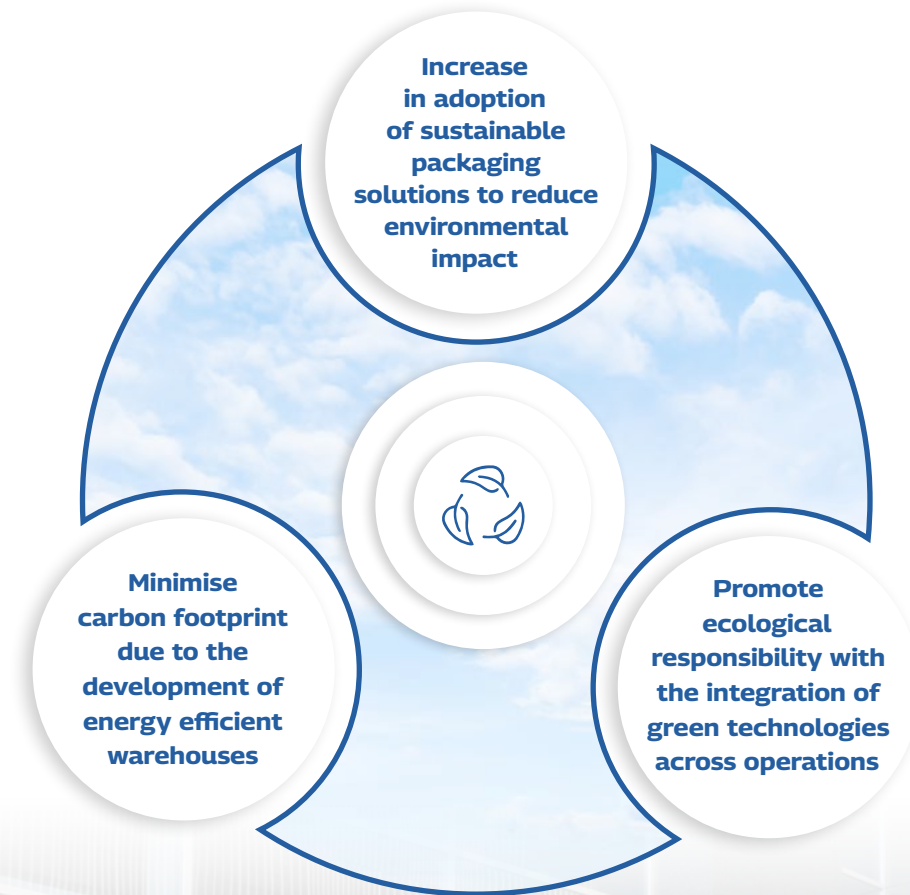 Increase
in adoption
of sustainable
packaging
solutions to reduce
environmental
impact
Minimise
carbon footprint
due to the
development of
energy efficient
warehouses
Promote
ecological
responsibility with
the integration of
green technologies
across operations